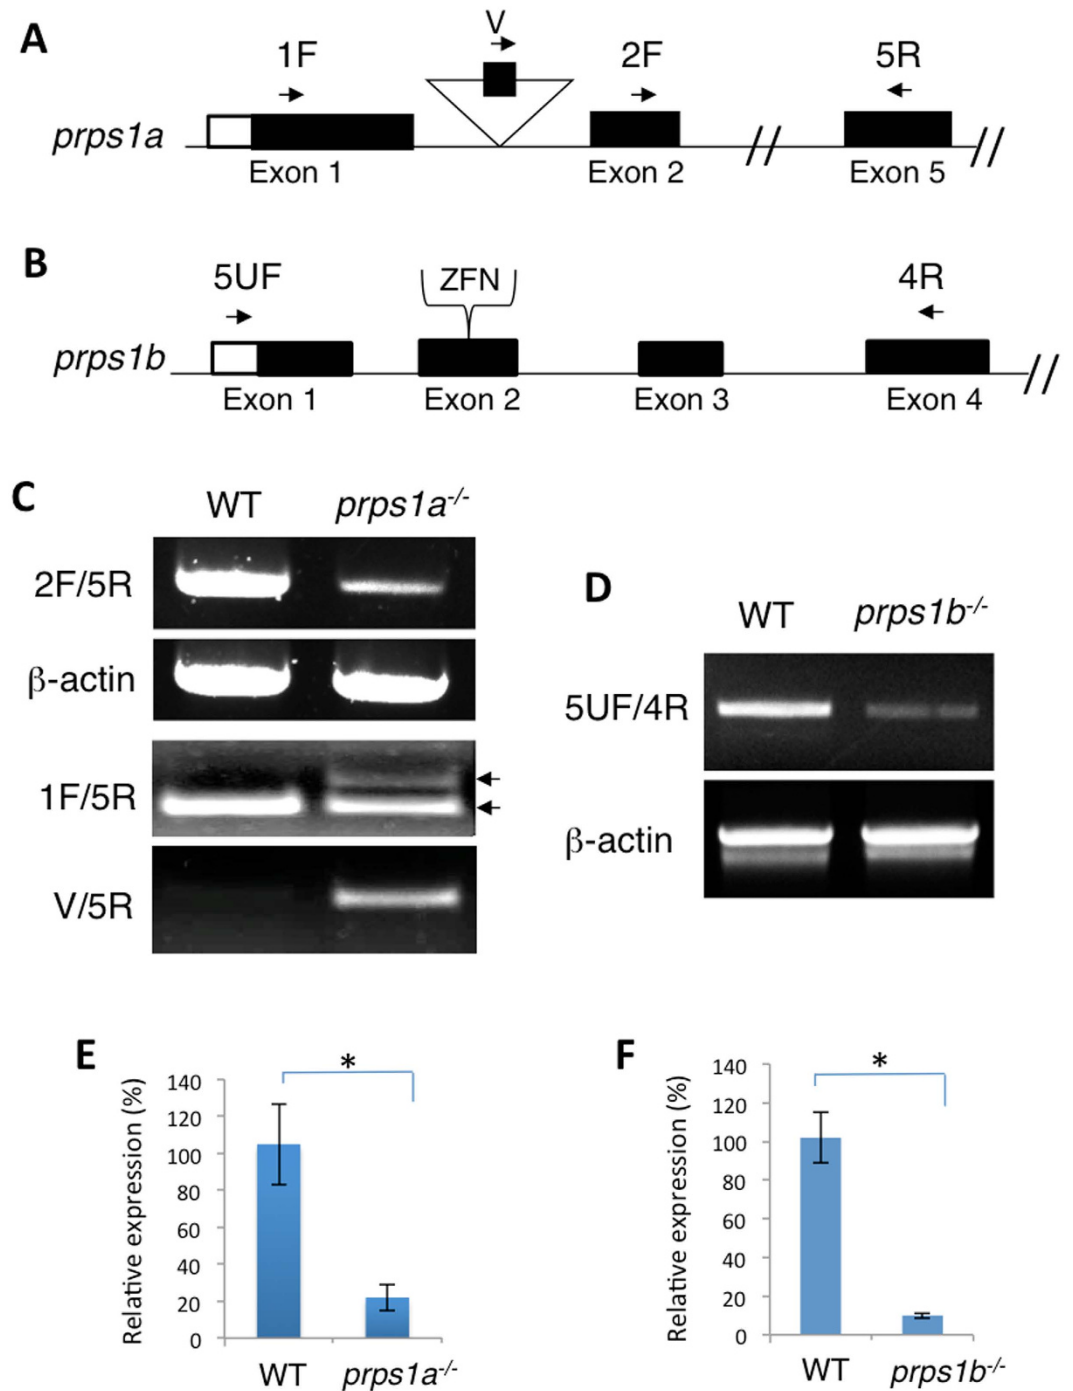 A
V
1F
2F
5R
prps1a
Exon 1
Exon 2
Exon 5
B
5UF
ZFN
4R
prps1b
Exon 1
Exon 2
Exon 3
Exon 4
C
WT
prps1a-/-
2F/5R
β-actin
1F/5R
V/5R
D
WT
prps1b-/-
5UF/4R
β-actin
E
Relative expression (%)
140
120
100
80
60
40
20
0
*
WT
prps1a-/-
F
Relative expression (%)
140
120
100
80
60
40
20
0
*
WT
prps1b-/-